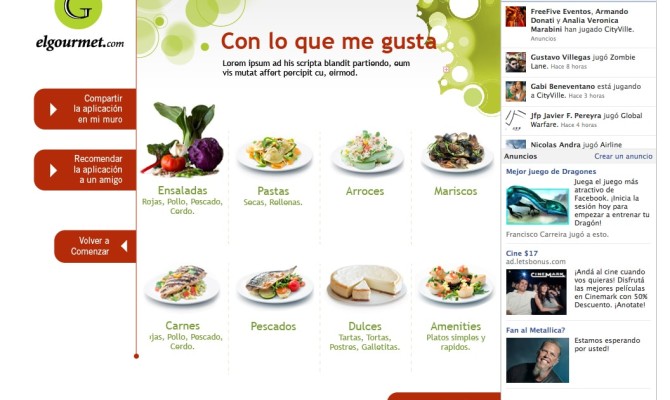 G
elgourmet.com
Con lo que me gusta
Lorem ipsum ad his scripta blandit partiendo, eum
vis mutat affert percipit cu, eirmod.
Compartir
la aplicación
en mi muro
Recomendar
la aplicación
a un amigo
Volver a
Comenzar
Ensaladas
Rojas, Pollo, Pescado,
Cerdo.
Pastas
Secas, Rellenas.
Arroces
Mariscos
Carnes
ojas, Pollo, Pescado,
Cerdo.
Pescados
Dulces
Tartas, Tortas,
Postres, Galletitas.
Amenities
Platos simples y
rapidos.
FreeFive Eventos, Armando
Donati y Analia Veronica
Marabini han jugado CityVille.
Anuncios
Gustavo Villegas jugó Zombie
Lane. Hace 8 horas
Gabi Beneventano está jugando
a CityVille. Hace 3 horas
Jfp Javier F. Pereyra jugó Global
Warfare. Hace 4 horas
Nicolas Andra jugó Airline
Anuncios
Crear un anuncio
Mejor juego de Dragones
Juega el juego más
atractivo de
Facebook. ¡Inicia la
sesión hoy para
empezar a entrenar tu
Dragón!
Francisco Carreira jugó a esto.
Cine $17
ad.letsbonus.com
CINEMARK
¡Andá al cine cuando
vos quieras! Disfrutá
las mejores películas
en Cinemark con 50%
Descuento. ¡Anotate!
Fan al Metallica?
Estamos esperando
por usted!